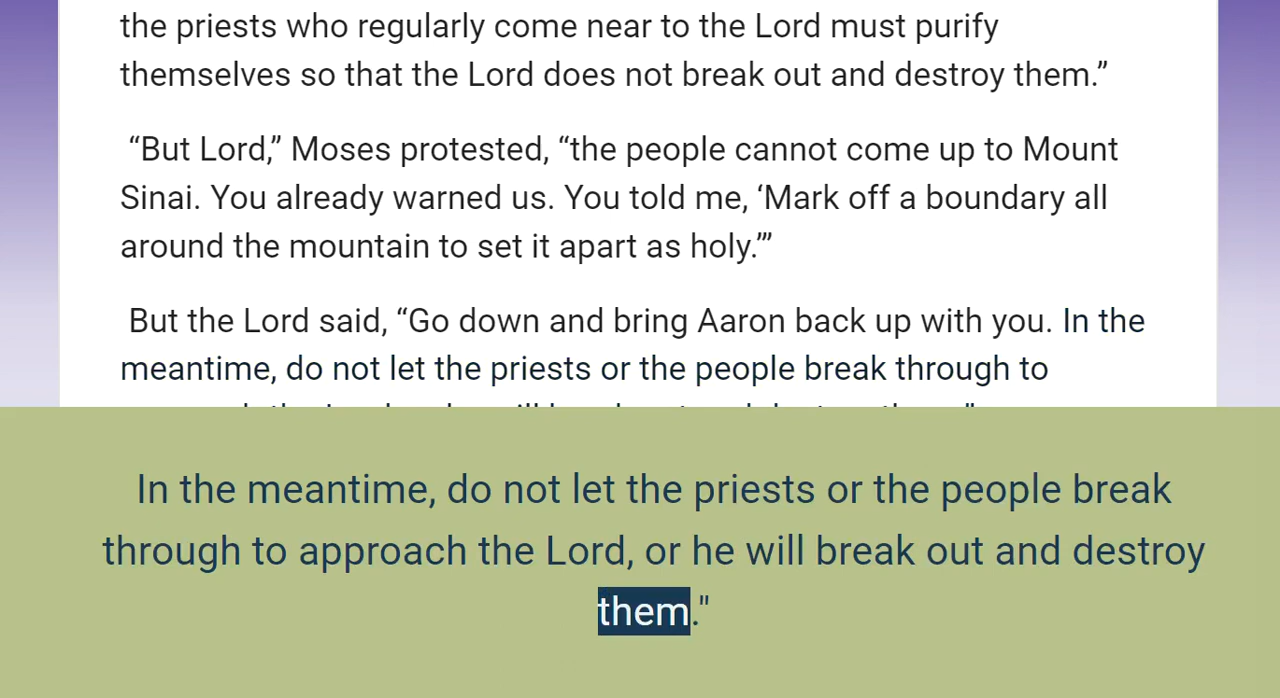 the priests who regularly come near to the Lord must purify
themselves so that the Lord does not break out and destroy them.”
“But Lord,” Moses protested, “the people cannot come up to Mount
Sinai. You already warned us. You told me, ‘Mark off a boundary all
around the mountain to set it apart as holy.’”
But the Lord said, “Go down and bring Aaron back up with you. In the
meantime, do not let the priests or the people break through to
In the meantime, do not let the priests or the people break
through to approach the Lord, or he will break out and destroy
them."